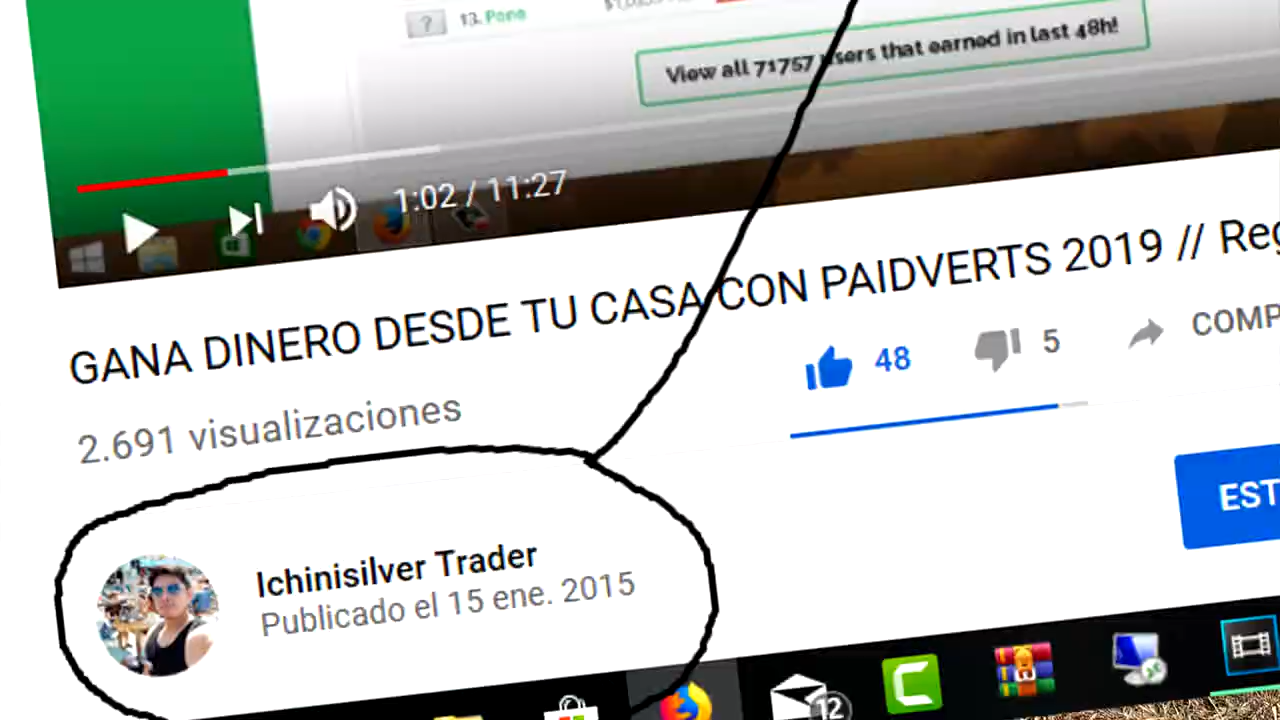 13. Pono
View all 71757 users that earned in last 48h!
1:02 / 11:27
GANA DINERO DESDE TU CASA CON PAIDVERTS 2019 // Reg
48
5
COMP
2.691 visualizaciones
EST
Ichinisilver Trader
Publicado el 15 ene. 2015
12